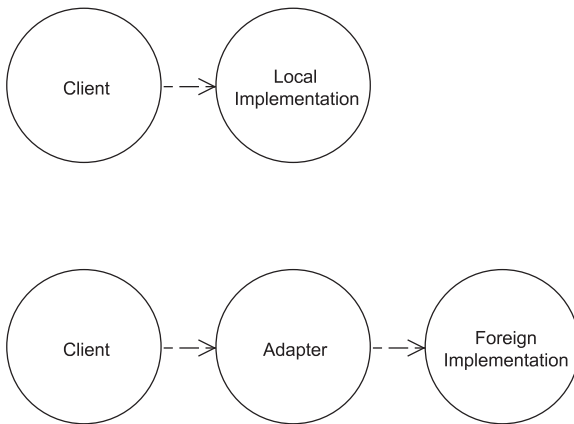 Client
Local
Implementation
Client
Adapter
Foreign
Implementation